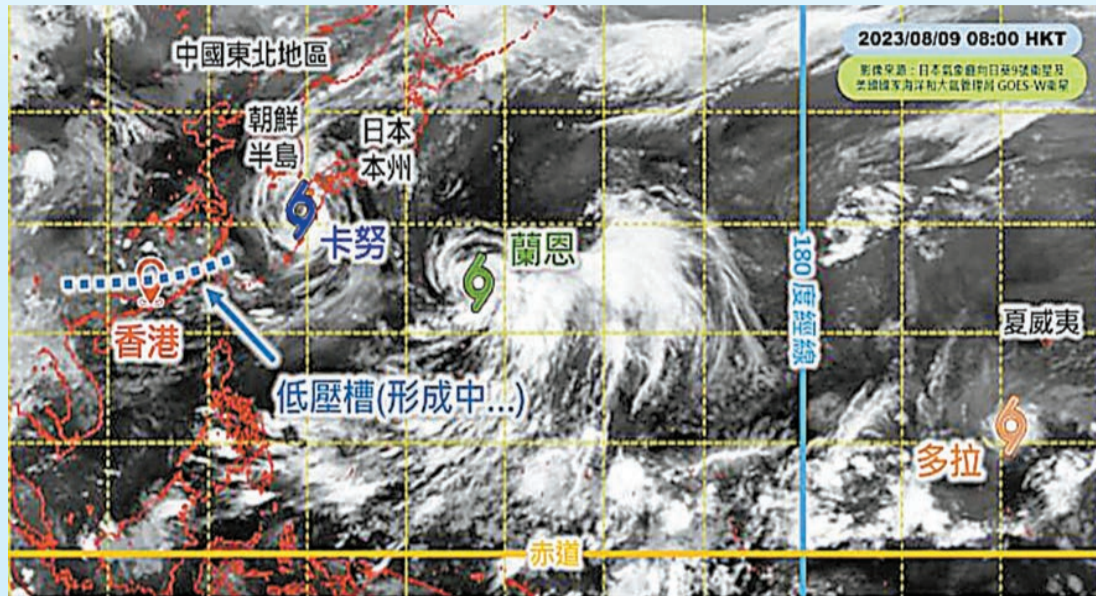 中國東北地區
2023/08/09 08:00 HKT
影像來源：日本氣象廳向日葵9號衛星及
美國國家海洋和大氣管理局 GOES-W衛星
朝鮮
半島
日本
本州
卡努
蘭恩
180度經線
香港
夏威夷
低壓槽(形成中...)
多拉
赤道